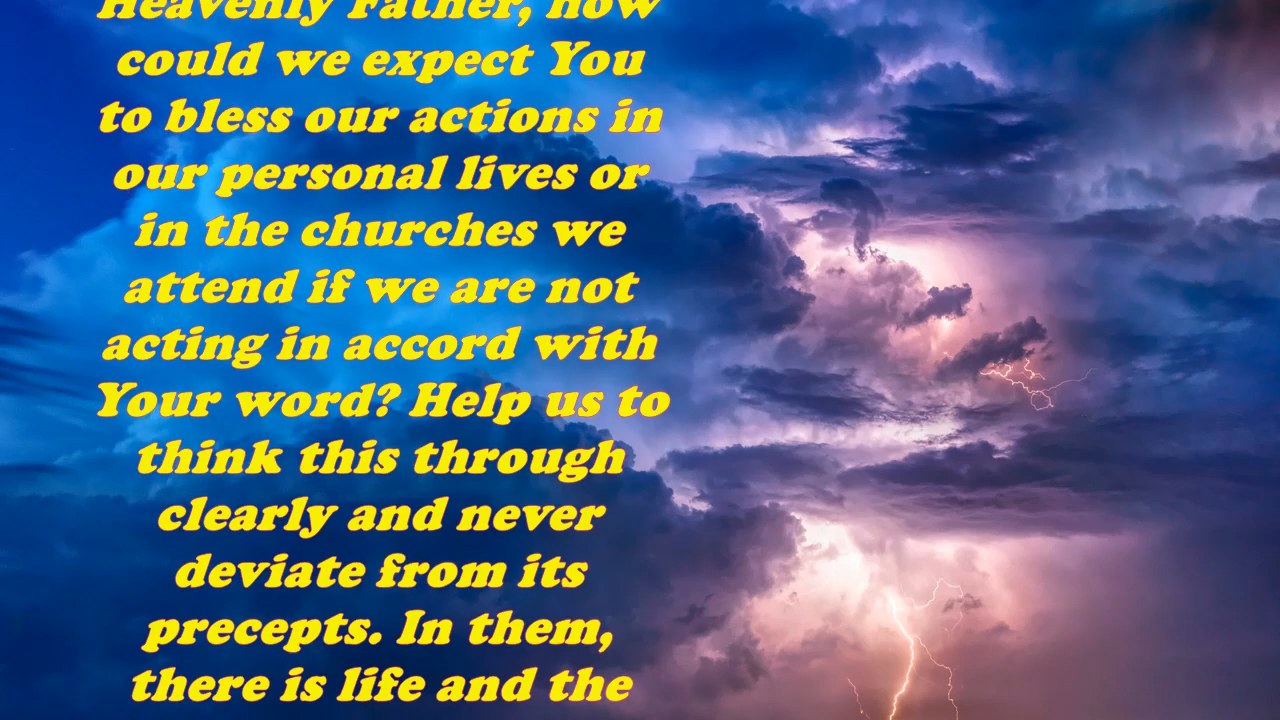 Heavenly Father, how
could we expect You
to bless our actions in
our personal lives or
in the churches we
attend if we are not
acting in accord with
Your word? Help us to
think this through
clearly and never
deviate from its
precepts. In them,
there is life and the